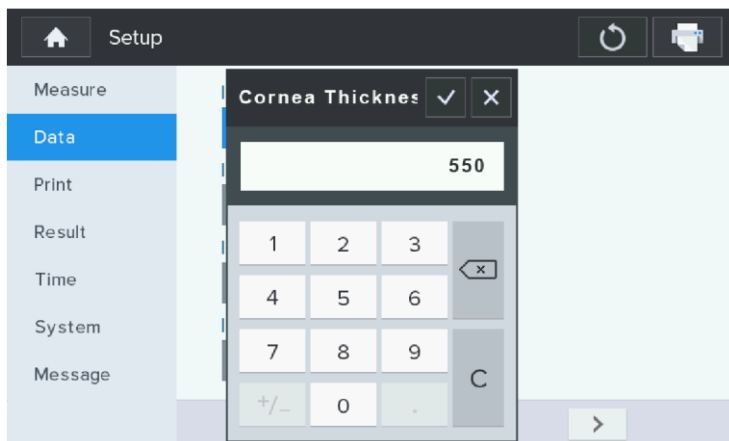 Setup
Measure
Data
Print
Result
Time
System
Message
Cornea Thicknes
550
1 2 3
4 5 6
7 8 9
C
+/- 0 .